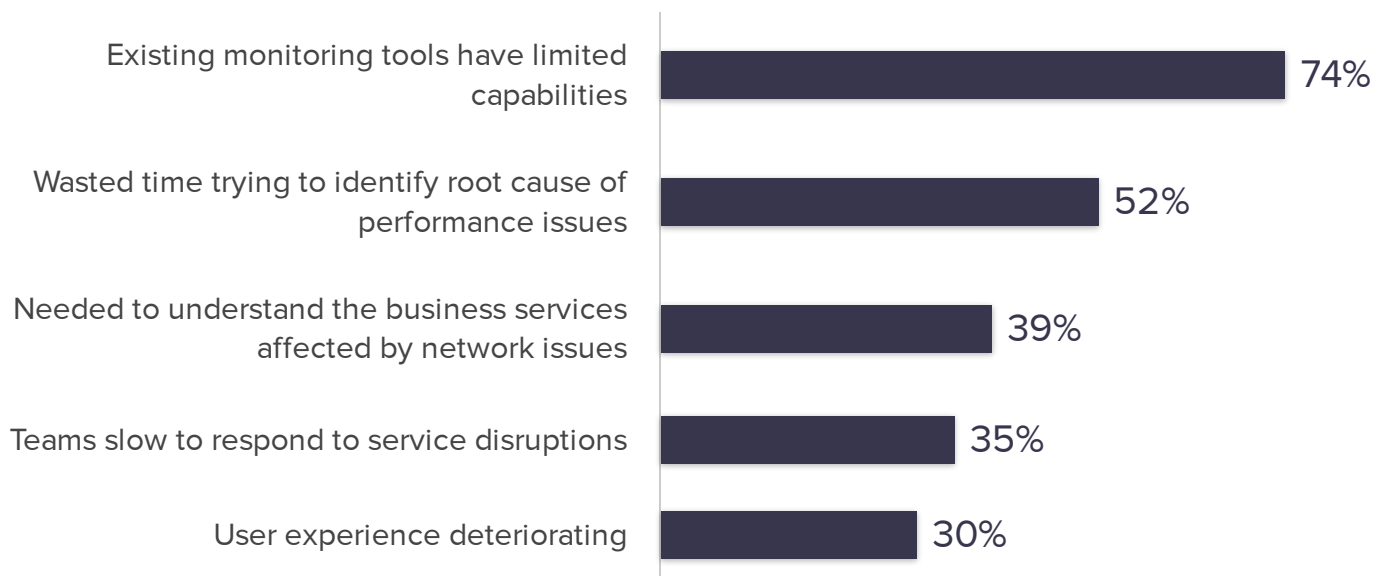 Existing monitoring tools have limited
capabilities
74%
Wasted time trying to identify root cause of
performance issues
52%
Needed to understand the business services
affected by network issues
39%
Teams slow to respond to service disruptions
35%
User experience deteriorating
30%